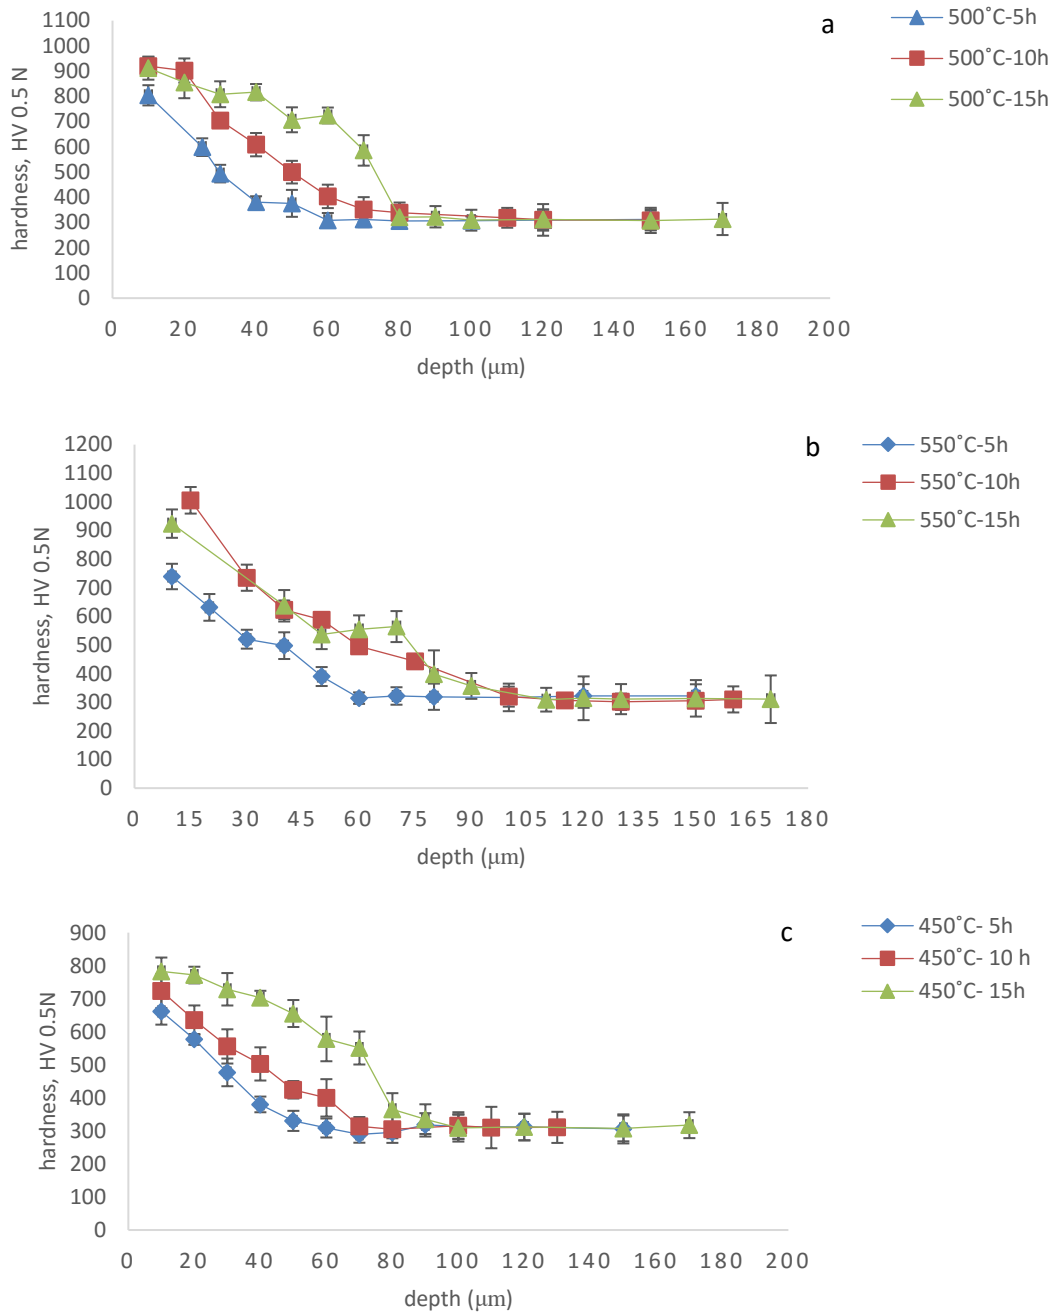 a
500˚C-5h
500˚C-10h
500˚C-15h
hardness, HV 0.5 N
1100
1000
900
800
700
600
500
400
300
200
100
0
0 20 40 60 80 100 120 140 160 180 200
depth (μm)
b
550˚C-5h
550˚C-10h
550˚C-15h
hardness, HV 0.5N
1200
1100
1000
900
800
700
600
500
400
300
200
100
0
0 15 30 45 60 75 90 105 120 135 150 165 180
depth (μm)
c
450˚C- 5h
450˚C- 10 h
450˚C- 15h
hardness, HV 0.5N
900
800
700
600
500
400
300
200
100
0
0 20 40 60 80 100 120 140 160 180 200
depth (μm)